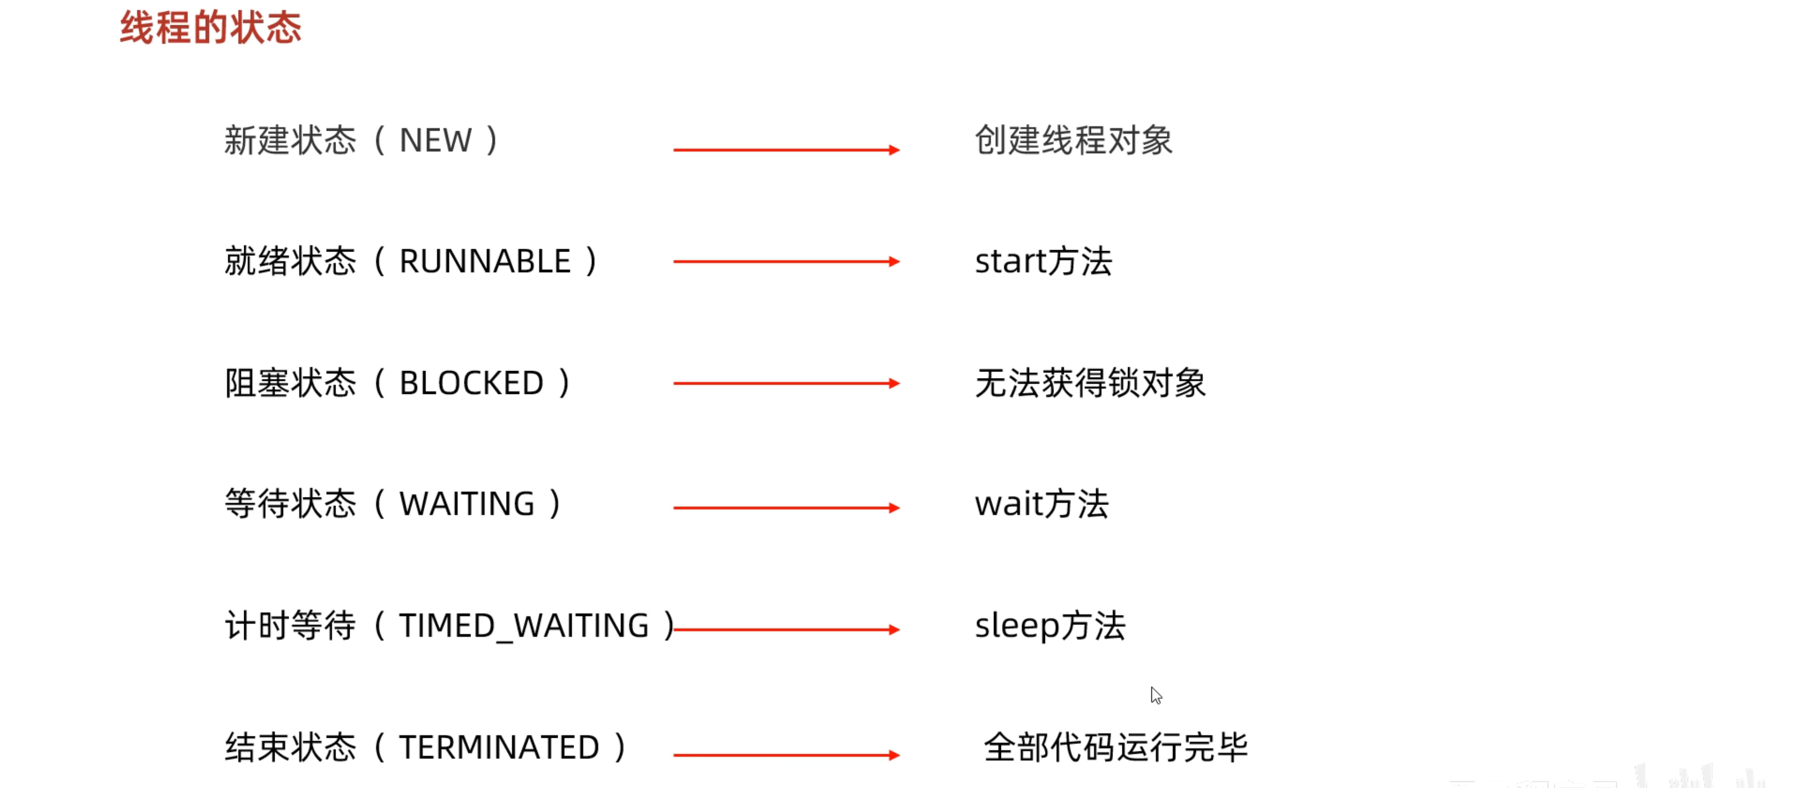 线程的状态
新建状态（ NEW ） 创建线程对象
就绪状态（ RUNNABLE ） start方法
阻塞状态（ BLOCKED ） 无法获得锁对象
等待状态（ WAITING ） wait方法
计时等待（ TIMED_WAITING ） sleep方法
结束状态（ TERMINATED ） 全部代码运行完毕